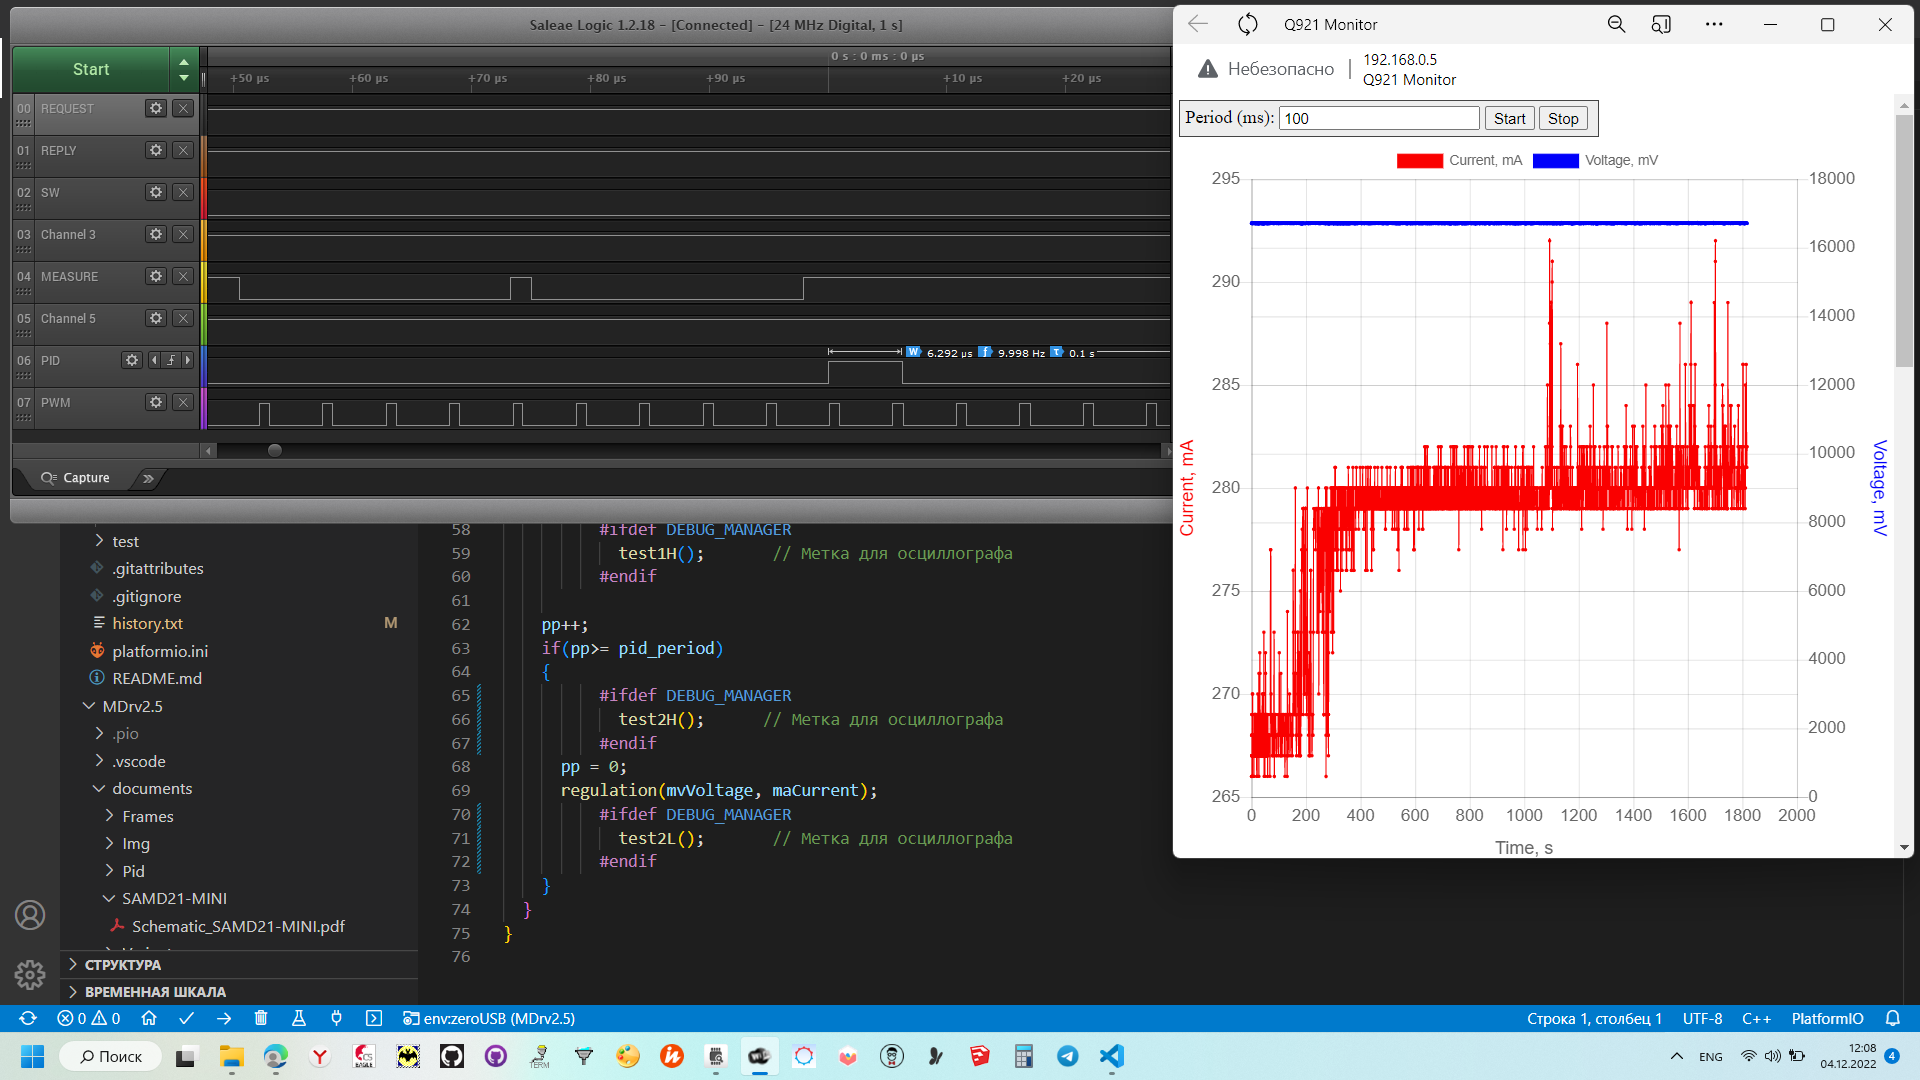 Saleae Logic 1.2.18 - [Connected] - [24 MHz Digital, 1 s]
Start
0 s : 0 ms : 0 µs
+50 µs +60 µs +70 µs +80 µs +90 µs +10 µs +20 µs
00 REQUEST
01 REPLY
02 SW
03 Channel 3
04 MEASURE
05 Channel 5
06 PID
W 6.292 µs f 9.998 Hz T 0.1 s
07 PWM
Capture
Q921 Monitor
Небезопасно
192.168.0.5
Q921 Monitor
Period (ms): 100 Start Stop
Current, mA Voltage, mV
295 18000
16000
290
14000
285 12000
10000
280
8000
275 6000
4000
270
2000
265 0
0 200 400 600 800 1000 1200 1400 1600 1800 2000
Current, mA
Voltage, mV
Time, s
test
.gitattributes
.gitignore
history.txt M
platformio.ini
README.md
MDrv2.5
.pio
.vscode
documents
Frames
Img
Pid
SAMD21-MINI
Schematic_SAMD21-MINI.pdf
СТРУКТУРА
ВРЕМЕННАЯ ШКАЛА
58 #ifdef DEBUG_MANAGER
59 test1H(); // Метка для осциллографа
60 #endif
61
62 pp++;
63 if(pp>= pid_period)
64 {
65 #ifdef DEBUG_MANAGER
66 test2H(); // Метка для осциллографа
67 #endif
68 pp = 0;
69 regulation(mvVoltage, maCurrent);
70 #ifdef DEBUG_MANAGER
71 test2L(); // Метка для осциллографа
72 #endif
73 }
74 }
75 }
76
0 0 env:zeroUSB (MDrv2.5)
Строка 1, столбец 1 UTF-8 C++ PlatformIO
Поиск
TERM
ENG
12:08
04.12.2022
4